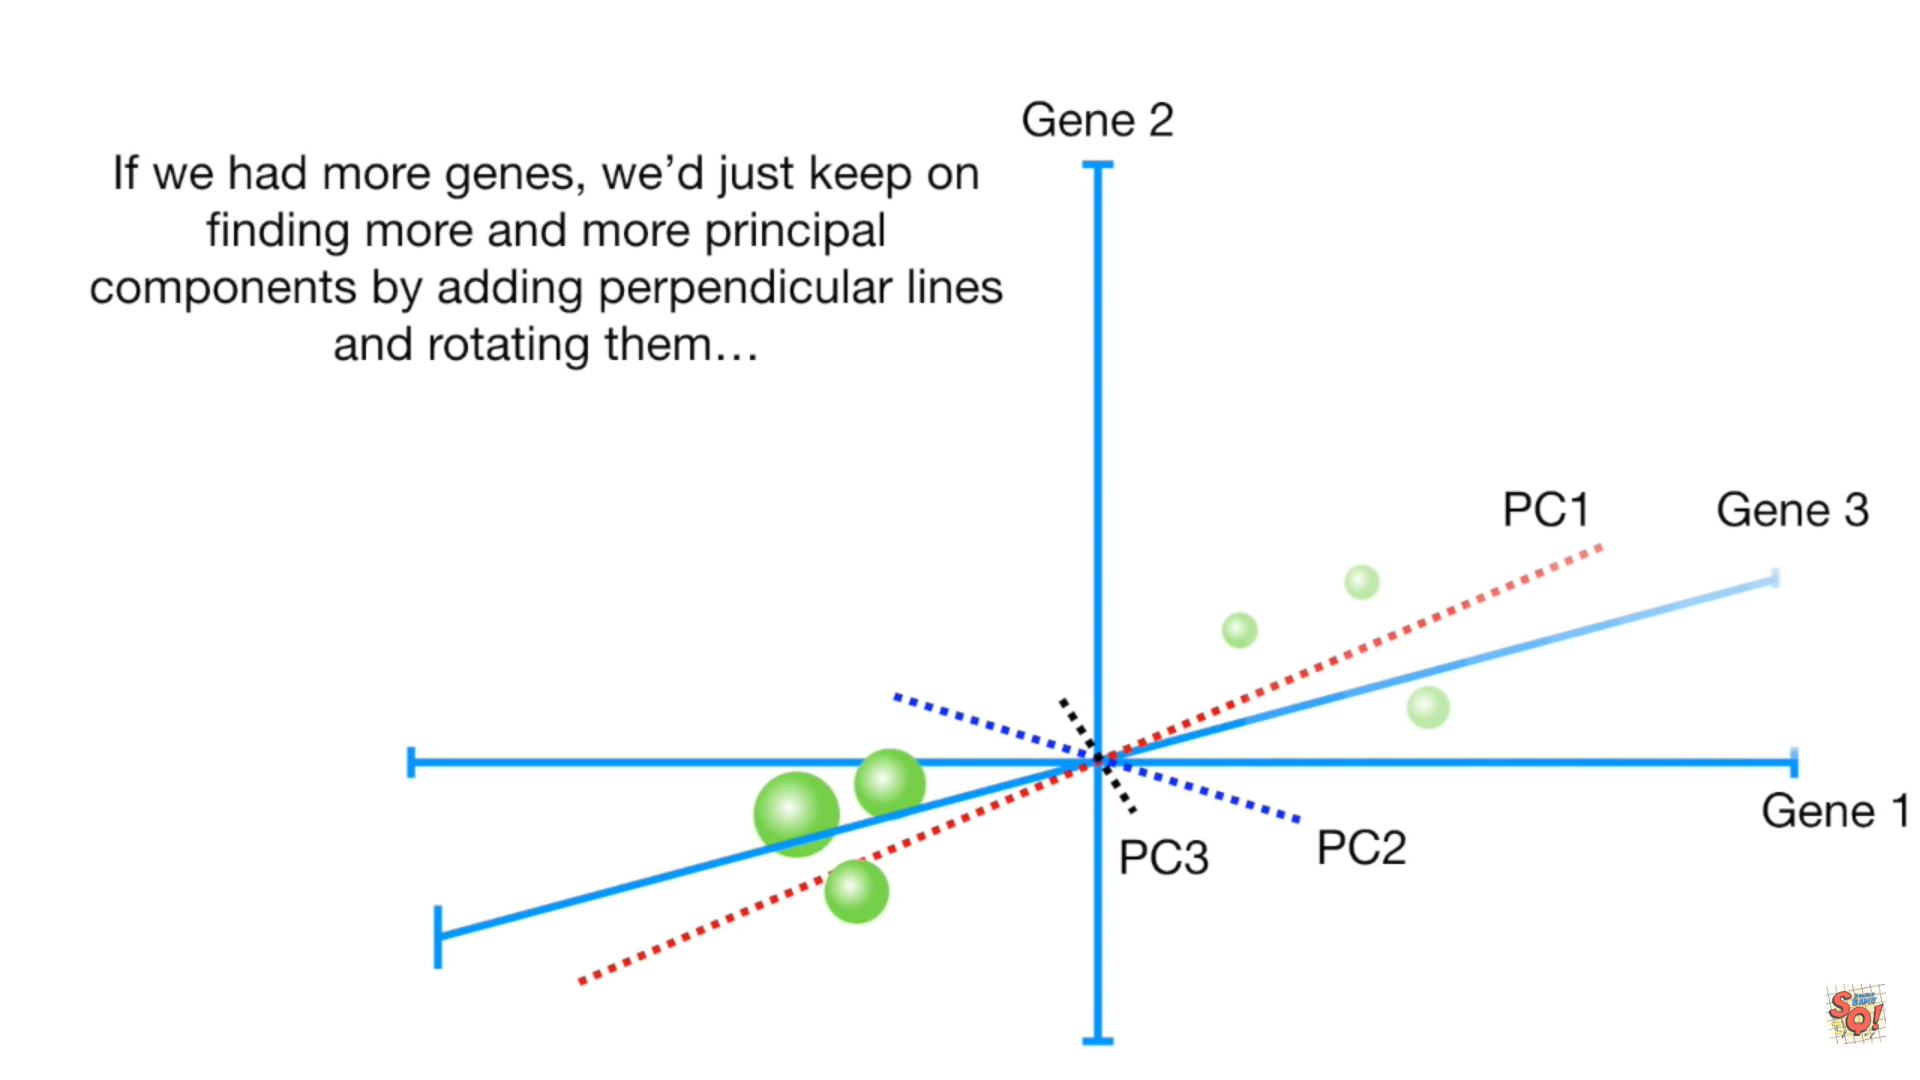 Gene 2
If we had more genes, we’d just keep on
finding more and more principal
components by adding perpendicular lines
and rotating them…
PC1
Gene 3
Gene 1
PC2
PC3
SQ!